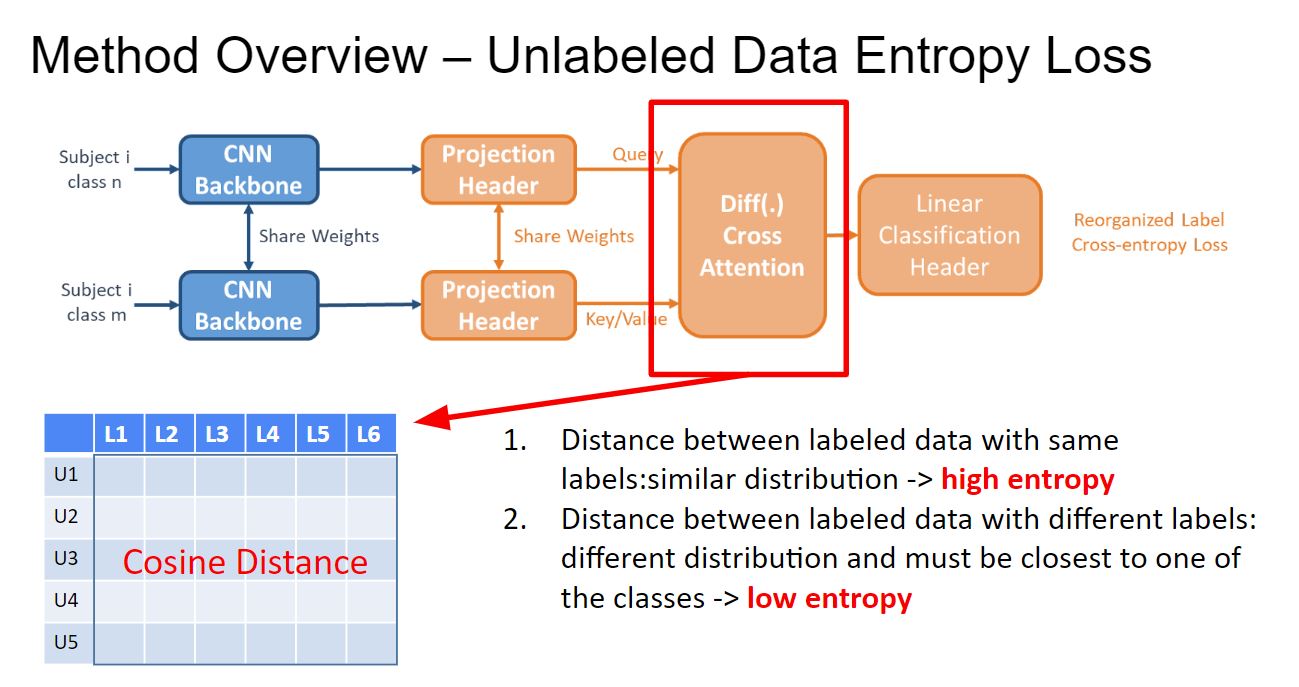 Method Overview – Unlabeled Data Entropy Loss
Subject i
class n
CNN
Backbone
Projection
Header
Query
Share Weights
Share Weights
Diff(.)
Cross
Attention
Linear
Classification
Header
Reorganized Label
Cross-entropy Loss
Subject i
class m
CNN
Backbone
Projection
Header
Key/Value
L1 L2 L3 L4 L5 L6
U1
U2
U3
U4
U5
Cosine Distance
1. Distance between labeled data with same
labels:similar distribution -> high entropy
2. Distance between labeled data with different labels:
different distribution and must be closest to one of
the classes -> low entropy